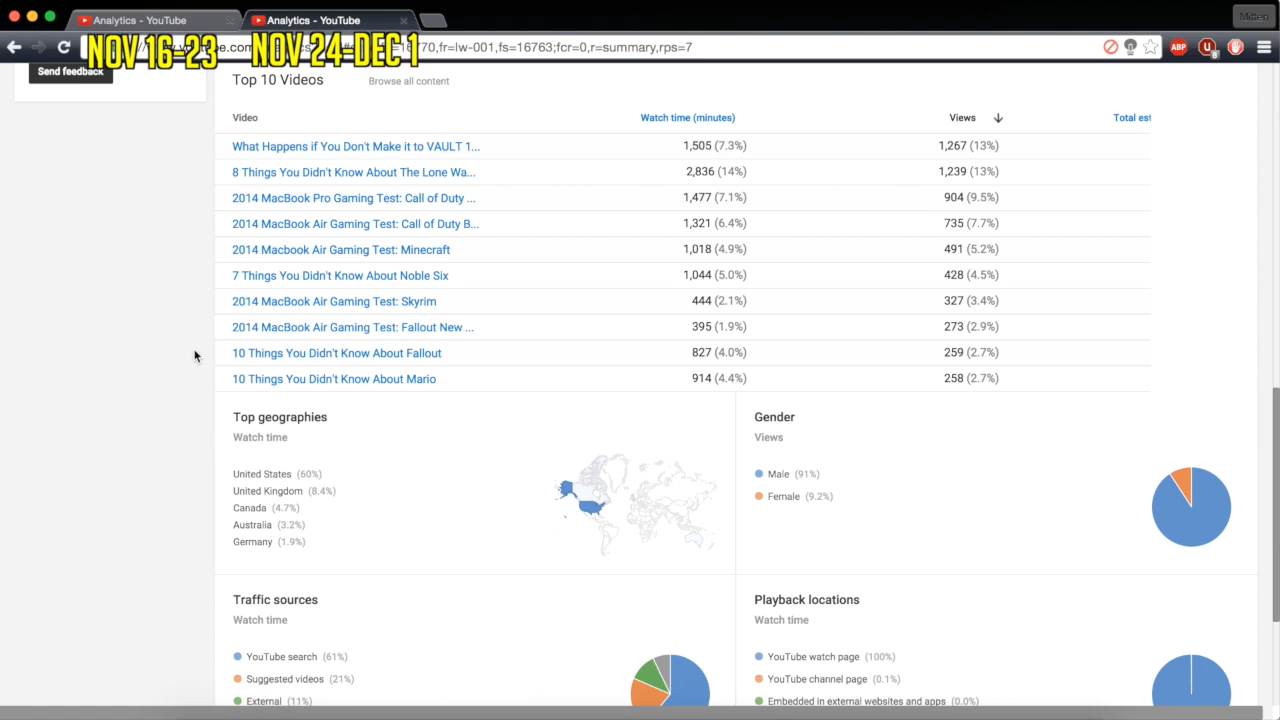 Analytics - YouTube
Analytics - YouTube
Mitten
NOV 16-23
NOV 24-DEC 1
770,fr=lw-001,fs=16763;fcr=0,r=summary,rps=7
ABP
8
Send feedback
Top 10 Videos Browse all content
Video Watch time (minutes) Views Total est
What Happens if You Don't Make it to VAULT 1... 1,505 (7.3%) 1,267 (13%)
8 Things You Didn't Know About The Lone Wa... 2,836 (14%) 1,239 (13%)
2014 MacBook Pro Gaming Test: Call of Duty ... 1,477 (7.1%) 904 (9.5%)
2014 MacBook Air Gaming Test: Call of Duty B... 1,321 (6.4%) 735 (7.7%)
2014 Macbook Air Gaming Test: Minecraft 1,018 (4.9%) 491 (5.2%)
7 Things You Didn't Know About Noble Six 1,044 (5.0%) 428 (4.5%)
2014 MacBook Air Gaming Test: Skyrim 444 (2.1%) 327 (3.4%)
2014 MacBook Air Gaming Test: Fallout New ... 395 (1.9%) 273 (2.9%)
10 Things You Didn't Know About Fallout 827 (4.0%) 259 (2.7%)
10 Things You Didn't Know About Mario 914 (4.4%) 258 (2.7%)
Top geographies
Watch time
United States (60%)
United Kingdom (8.4%)
Canada (4.7%)
Australia (3.2%)
Germany (1.9%)
Gender
Views
Male (91%)
Female (9.2%)
Traffic sources
Watch time
YouTube search (61%)
Suggested videos (21%)
External (11%)
Playback locations
Watch time
YouTube watch page (100%)
YouTube channel page (0.1%)
Embedded in external websites and apps (0.0%)